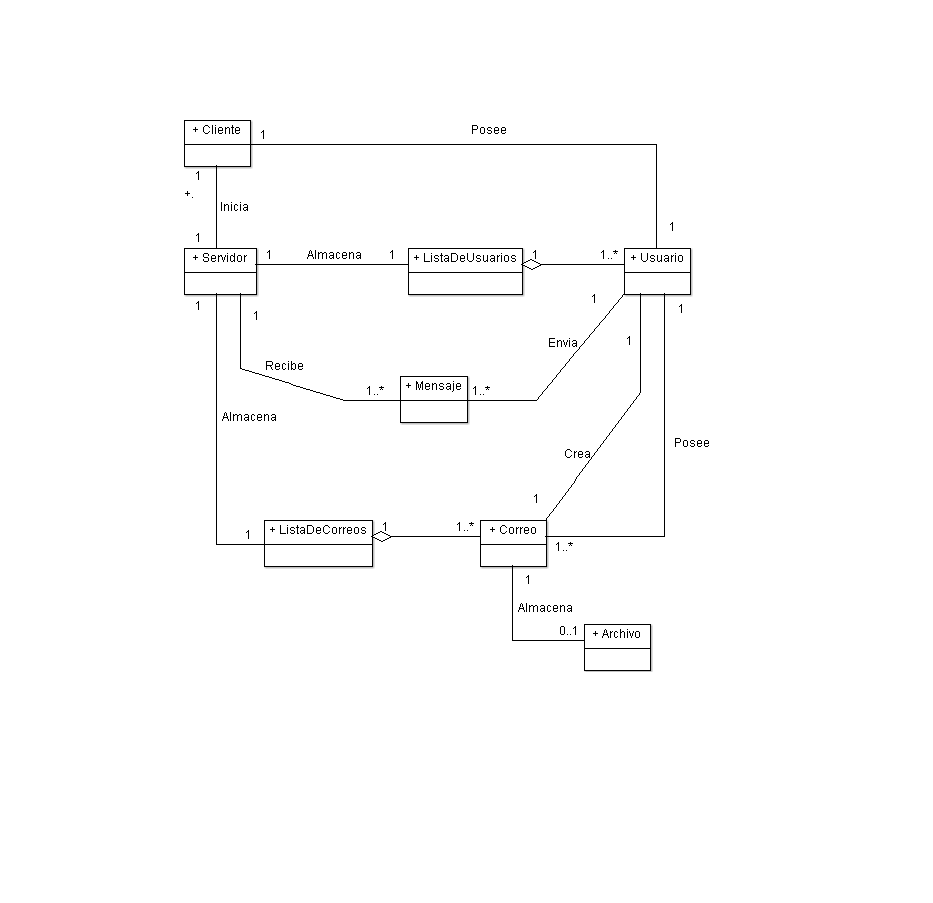 Posee
+ Cliente
1
1
+.
Inicia
1
1
+ Servidor
1
Almacena
1
+ ListaDeUsuarios
1
1..*
+ Usuario
1
1
1
1
1
Envia
Recibe
1..*
+ Mensaje
1..*
Almacena
Posee
Crea
1
1
+ ListaDeCorreos
1
1..*
+ Correo
1..*
1
Almacena
0..1
+ Archivo